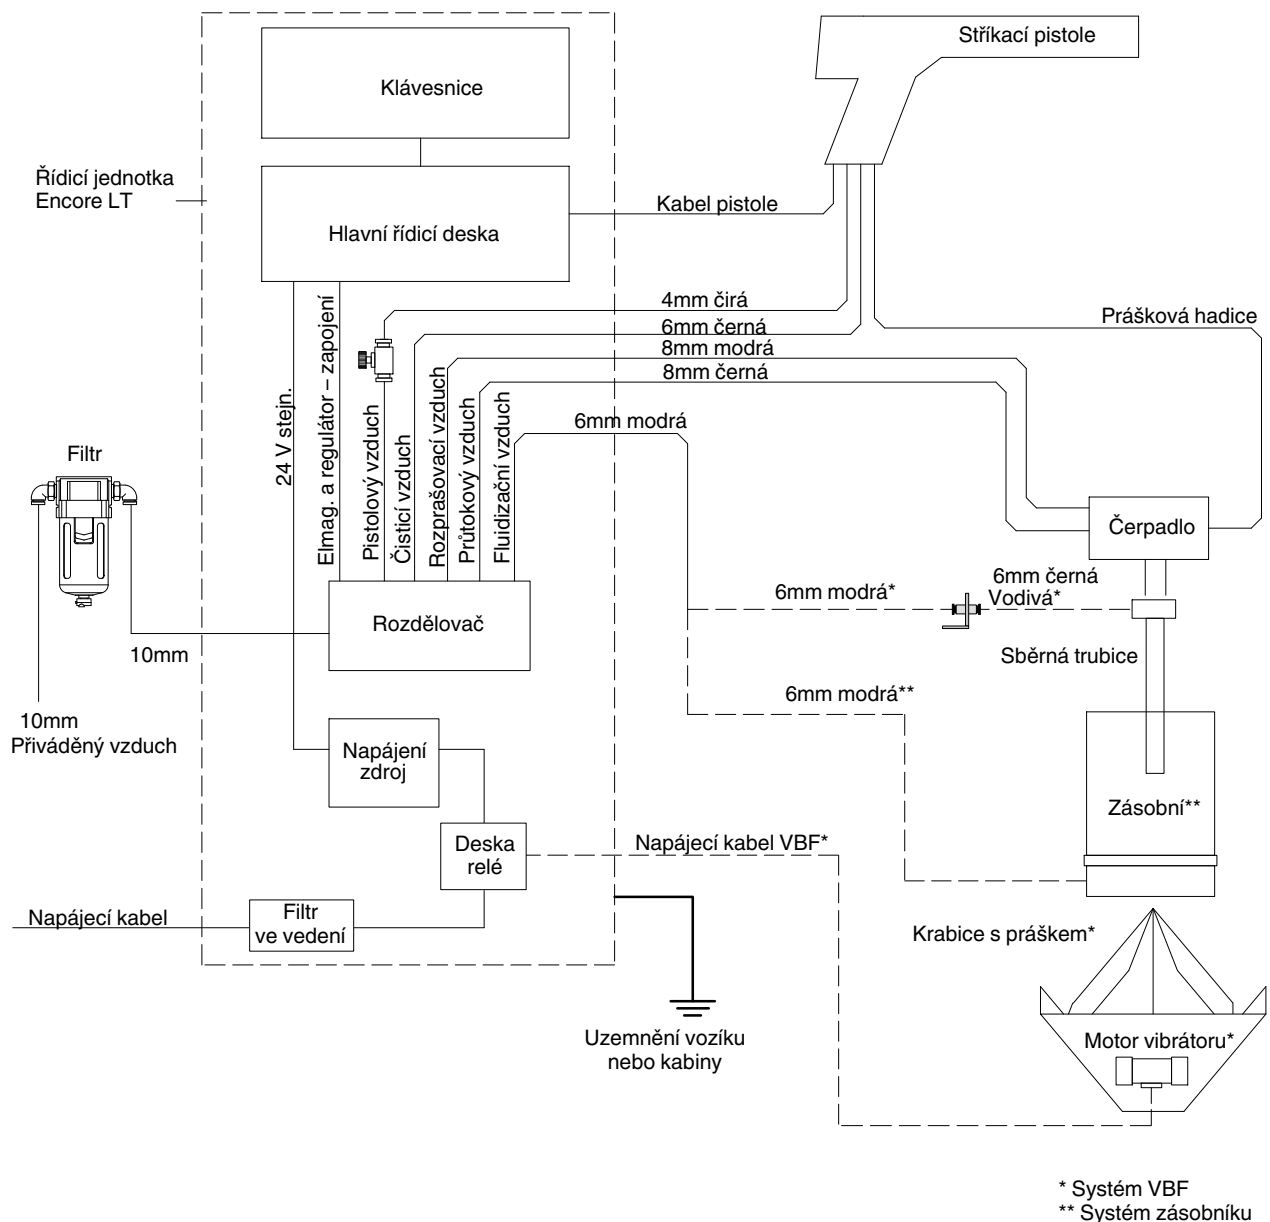 Stříkací pistole
Klávesnice
Řídicí jednotka
Encore LT
Kabel pistole
Hlavní řídicí deska
4mm čirá
6mm černá
8mm modrá
8mm černá
6mm modrá
Prášková hadice
24 V stejn.
Elmag. a regulátor – zapojení
Pistolový vzduch
Čisticí vzduch
Rozprašovací vzduch
Průtokový vzduch
Fluidizační vzduch
Filtr
Čerpadlo
6mm modrá*
6mm černá
Vodivá*
Rozdělovač
10mm
Sběrná trubice
6mm modrá**
10mm
Přiváděný vzduch
Napájení
zdroj
Zásobní**
Deska
relé
Napájecí kabel VBF*
Napájecí kabel
Filtr
ve vedení
Krabice s práškem*
Uzemnění vozíku
nebo kabiny
Motor vibrátoru*
* Systém VBF
** Systém zásobníku